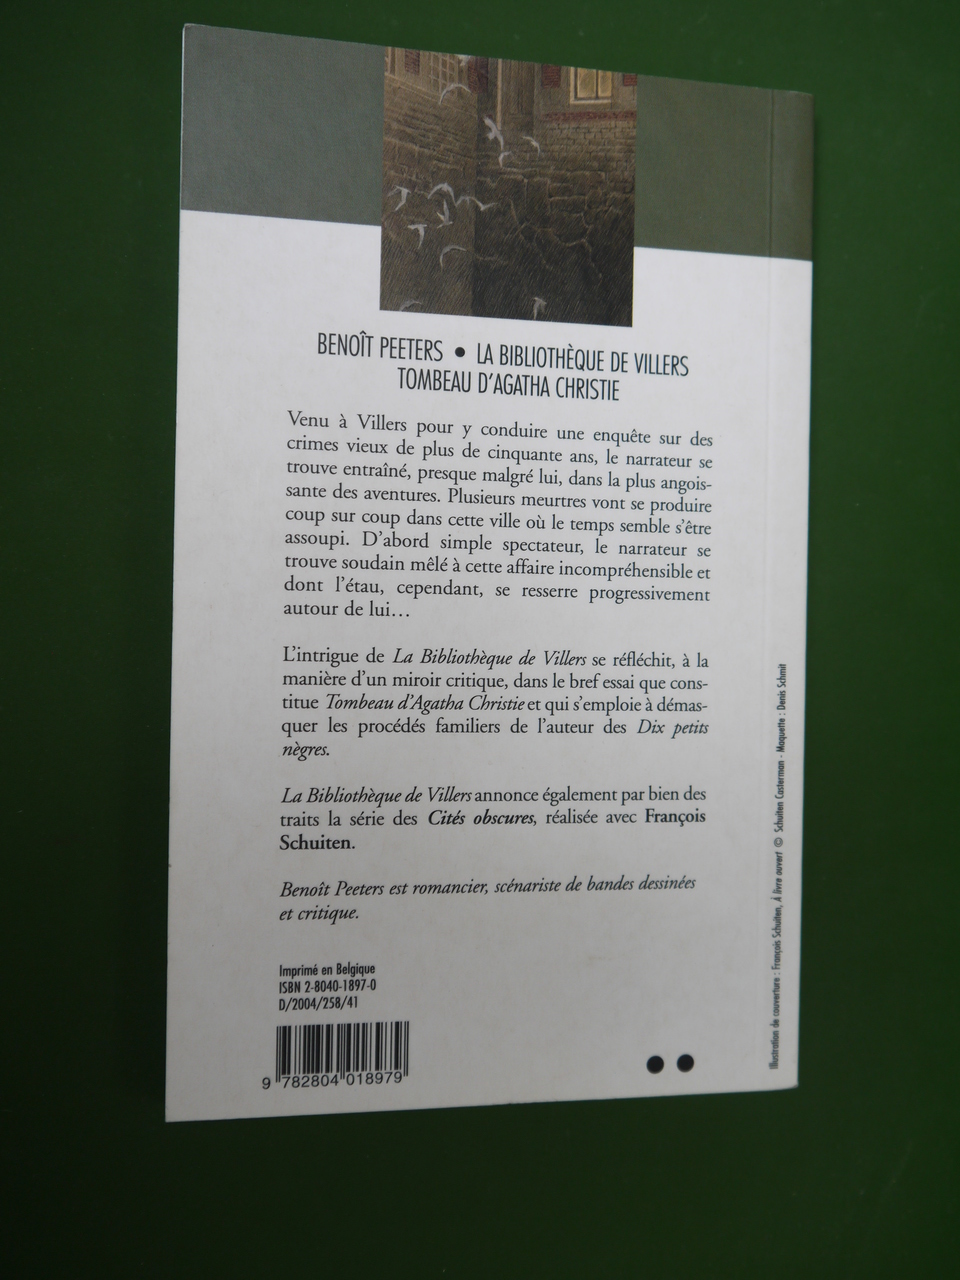 BENOÎT PEETERS • LA BIBLIOTHÈQUE DE VILLERS
TOMBEAU D'AGATHA CHRISTIE
Venu à Villers pour y conduire une enquête sur des
crimes vieux de plus de cinquante ans, le narrateur se
trouve entraîné, presque malgré lui, dans la plus angois-
sante des aventures. Plusieurs meurtres vont se produire
coup sur coup dans cette ville où le temps semble s'être
assoupi. D'abord simple spectateur, le narrateur se
trouve soudain mêlé à cette affaire incompréhensible et
dont l'étau, cependant, se resserre progressivement
autour de lui...
L'intrigue de La Bibliothèque de Villers se réfléchit, à la
manière d'un miroir critique, dans le bref essai que cons-
titue Tombeau d'Agatha Christie et qui s'emploie à démas-
quer les procédés familiers de l'auteur des Dix petits
nègres.
La Bibliothèque de Villers annonce également par bien des
traits la série des Cités obscures, réalisée avec François
Schuiten.
Benoît Peeters est romancier, scénariste de bandes dessinées
et critique.
Imprimé en Belgique
ISBN 2-8040-1897-0
D/2004/258/41
9 782804 018979
Illustration de couverture : François Schuiten, À livre ouvert © Schuiten Casterman - Maquette : Denis Schmit